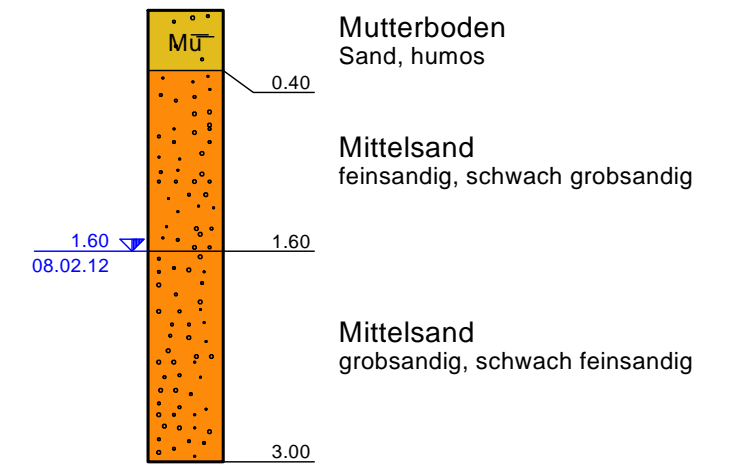 Mutterboden
Sand, humos
Mu
0.40
Mittelsand
feinsandig, schwach grobsandig
1.60
08.02.12
1.60
Mittelsand
grobsandig, schwach feinsandig
3.00